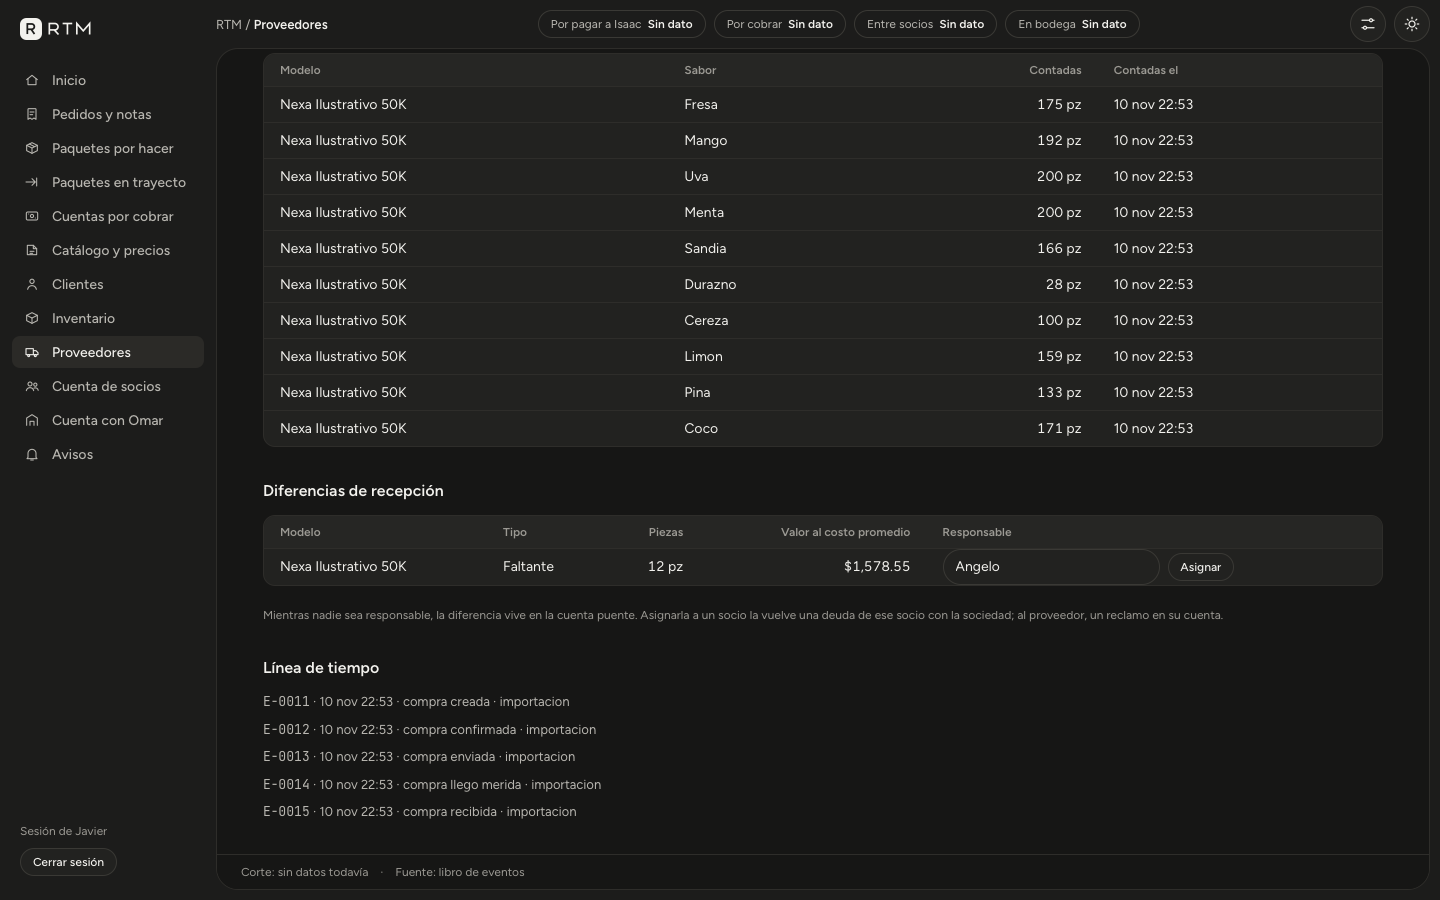 R RTM
RTM / Proveedores
Por pagar a Isaac Sin dato
Por cobrar Sin dato
Entre socios Sin dato
En bodega Sin dato
Inicio
Pedidos y notas
Paquetes por hacer
Paquetes en trayecto
Cuentas por cobrar
Catálogo y precios
Clientes
Inventario
Proveedores
Cuenta de socios
Cuenta con Omar
Avisos
Sesión de Javier
Cerrar sesión
Modelo Sabor Contadas Contadas el
Nexa Ilustrativo 50K Fresa 175 pz 10 nov 22:53
Nexa Ilustrativo 50K Mango 192 pz 10 nov 22:53
Nexa Ilustrativo 50K Uva 200 pz 10 nov 22:53
Nexa Ilustrativo 50K Menta 200 pz 10 nov 22:53
Nexa Ilustrativo 50K Sandia 166 pz 10 nov 22:53
Nexa Ilustrativo 50K Durazno 28 pz 10 nov 22:53
Nexa Ilustrativo 50K Cereza 100 pz 10 nov 22:53
Nexa Ilustrativo 50K Limon 159 pz 10 nov 22:53
Nexa Ilustrativo 50K Pina 133 pz 10 nov 22:53
Nexa Ilustrativo 50K Coco 171 pz 10 nov 22:53
Diferencias de recepción
Modelo Tipo Piezas Valor al costo promedio Responsable
Nexa Ilustrativo 50K Faltante 12 pz $1,578.55 Angelo Asignar
Mientras nadie sea responsable, la diferencia vive en la cuenta puente. Asignarla a un socio la vuelve una deuda de ese socio con la sociedad; al proveedor, un reclamo en su cuenta.
Línea de tiempo
E-0011 · 10 nov 22:53 · compra creada · importacion
E-0012 · 10 nov 22:53 · compra confirmada · importacion
E-0013 · 10 nov 22:53 · compra enviada · importacion
E-0014 · 10 nov 22:53 · compra llego merida · importacion
E-0015 · 10 nov 22:53 · compra recibida · importacion
Corte: sin datos todavía · Fuente: libro de eventos